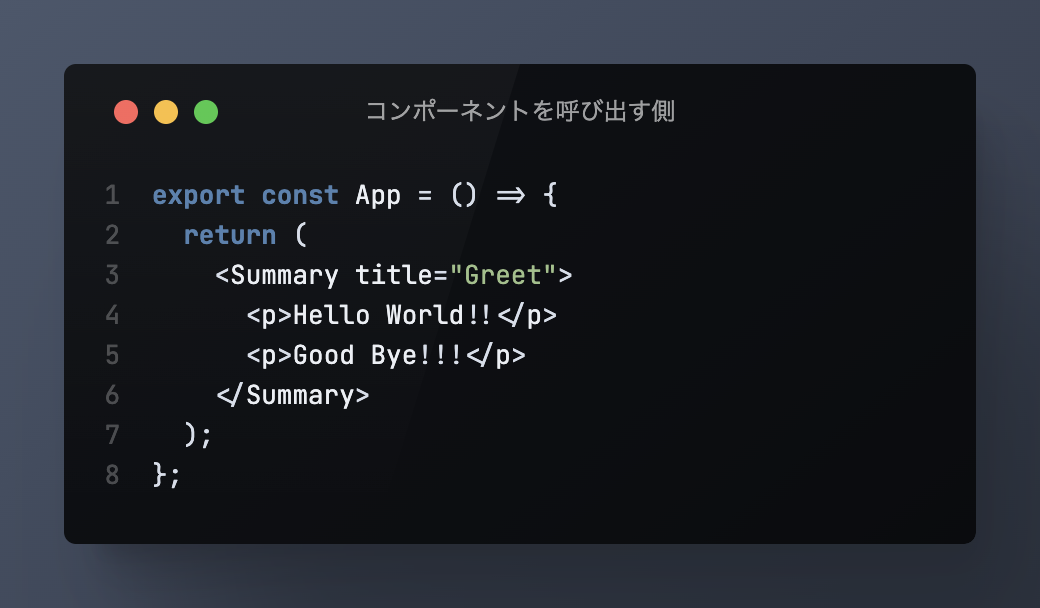 コンポーネントを呼び出す側
1 export const App = () => {
2   return (
3     <Summary title="Greet">
4       <p>Hello World!!</p>
5       <p>Good Bye!!!</p>
6     </Summary>
7   );
8 };